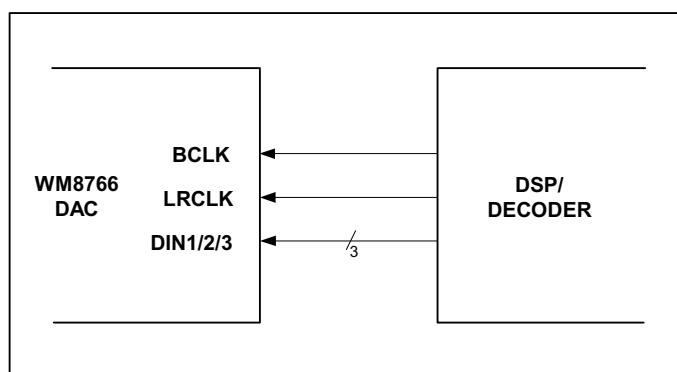 BCLK
WM8766
DAC
LRCLK
DIN1/2/3
3
DSP/
DECODER